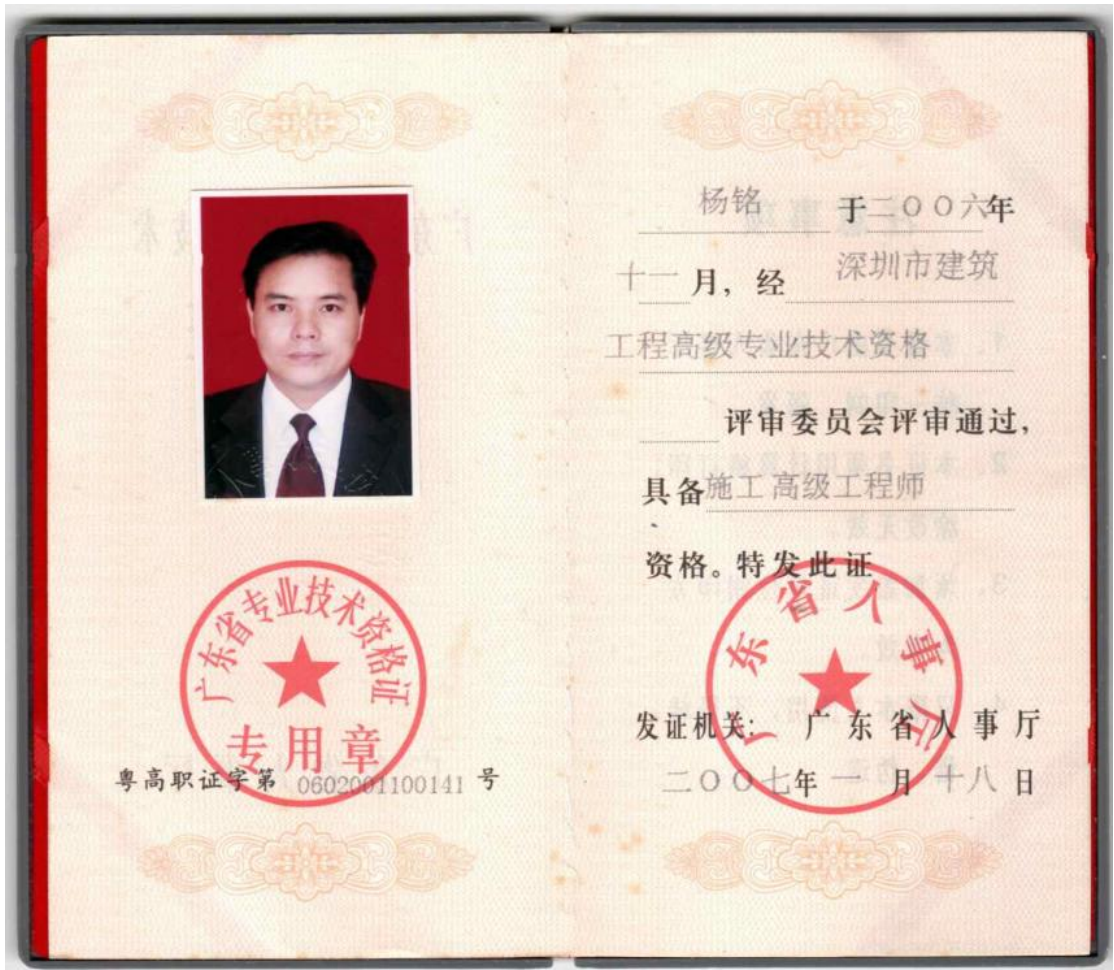 广东省专业技术资格证
专用章
粤高职证字第 0602001100141 号
杨铭 于二〇〇六年
十一月，经 深圳市建筑
工程高级专业技术资格
评审委员会评审通过，
具备施工高级工程师
资格。特发此证
广东省人事厅
发证机关： 广东省人事厅
二〇〇七年 一 月 十八 日